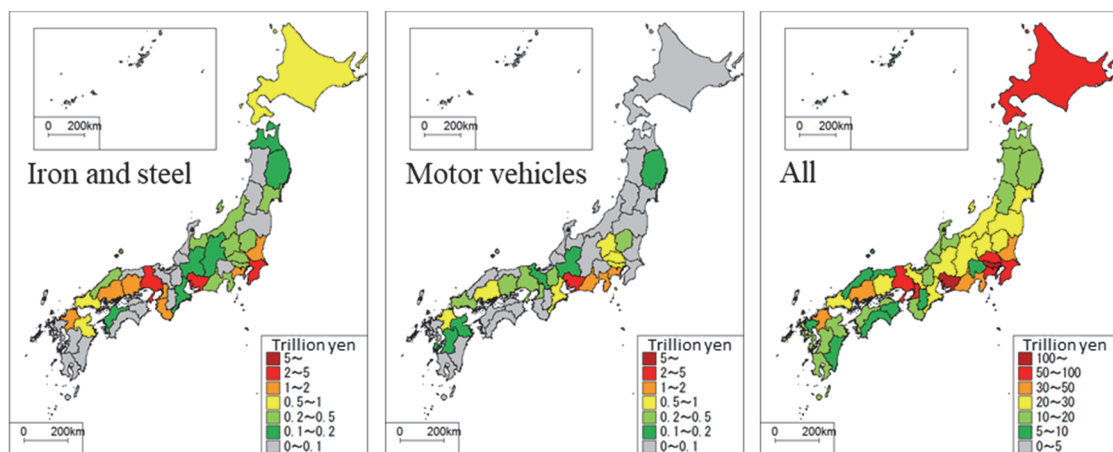 0 200km
Iron and steel
Trillion yen
5~
2~5
1~2
0.5~1
0.2~0.5
0.1~0.2
0~0.1
0 200km
0 200km
Motor vehicles
Trillion yen
5~
2~5
1~2
0.5~1
0.2~0.5
0.1~0.2
0~0.1
0 200km
0 200km
All
Trillion yen
100~
50~100
30~50
20~30
10~20
5~10
0~5
0 200km